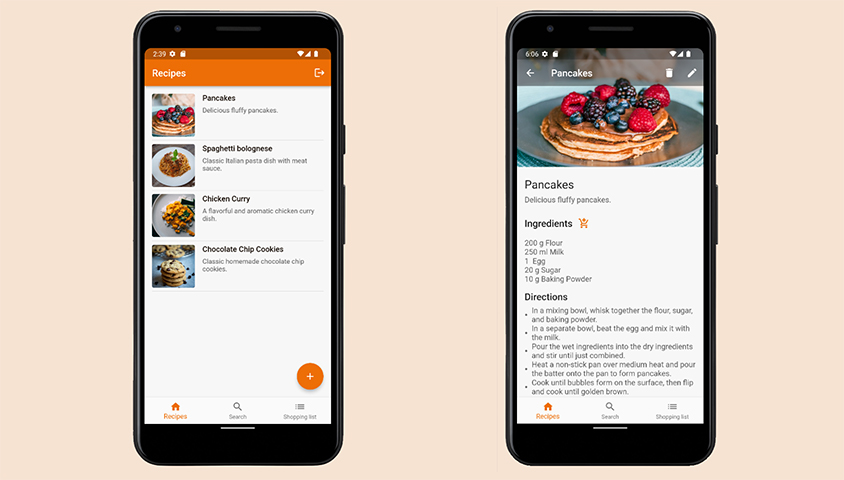 2:39
Recipes
Pancakes
Delicious fluffy pancakes.
Spaghetti bolognese
Classic Italian pasta dish with meat
sauce.
Chicken Curry
A flavorful and aromatic chicken curry
dish.
Chocolate Chip Cookies
Classic homemade chocolate chip
cookies.
+
Recipes
Search
Shopping list
6:06
Pancakes
Pancakes
Delicious fluffy pancakes.
Ingredients
200 g Flour
250 ml Milk
1 Egg
20 g Sugar
10 g Baking Powder
Directions
• In a mixing bowl, whisk together the flour, sugar,
and baking powder.
• In a separate bowl, beat the egg and mix it with
the milk.
• Pour the wet ingredients into the dry ingredients
and stir until just combined.
• Heat a non-stick pan over medium heat and pour
the batter onto the pan to form pancakes.
• Cook until bubbles form on the surface, then flip
and cook until golden brown.
Recipes
Search
Shopping list